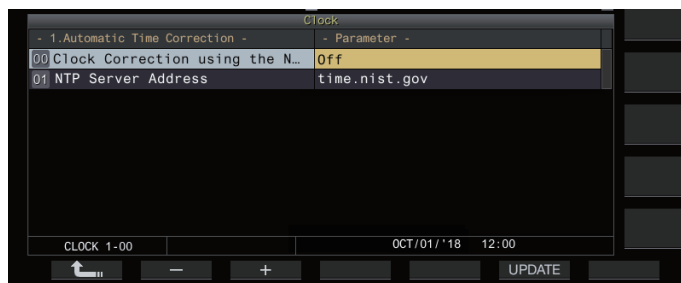 Clock
- 1.Automatic Time Correction - - Parameter -
00 Clock Correction using the N… Off
01 NTP Server Address time.nist.gov
CLOCK 1-00 OCT/01/'18 12:00
− + UPDATE